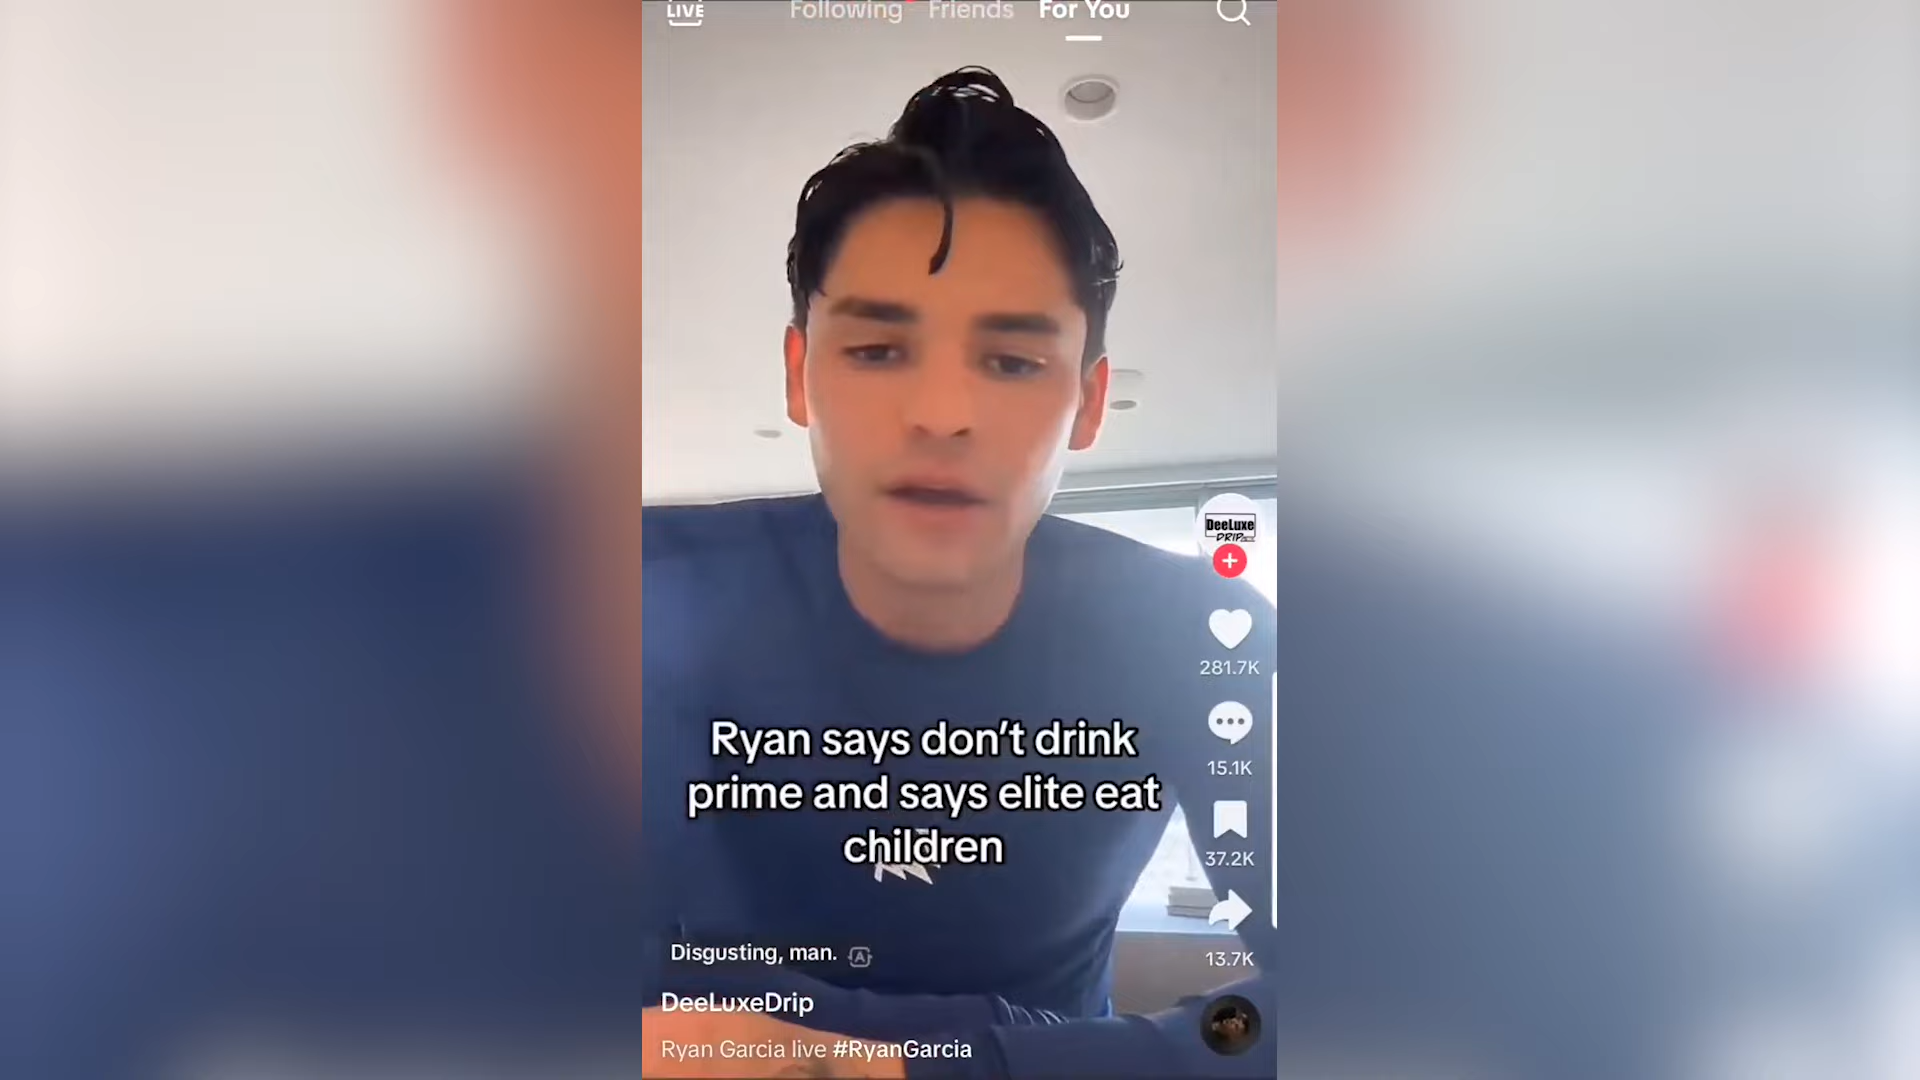 LIVE
Following Friends For You
DeeLuxe
DRIP
281.7K
Ryan says don't drink
15.1K
prime and says elite eat
children
37.2K
Disgusting, man. A
13.7K
DeeLuxeDrip
Ryan Garcia live #RyanGarcia